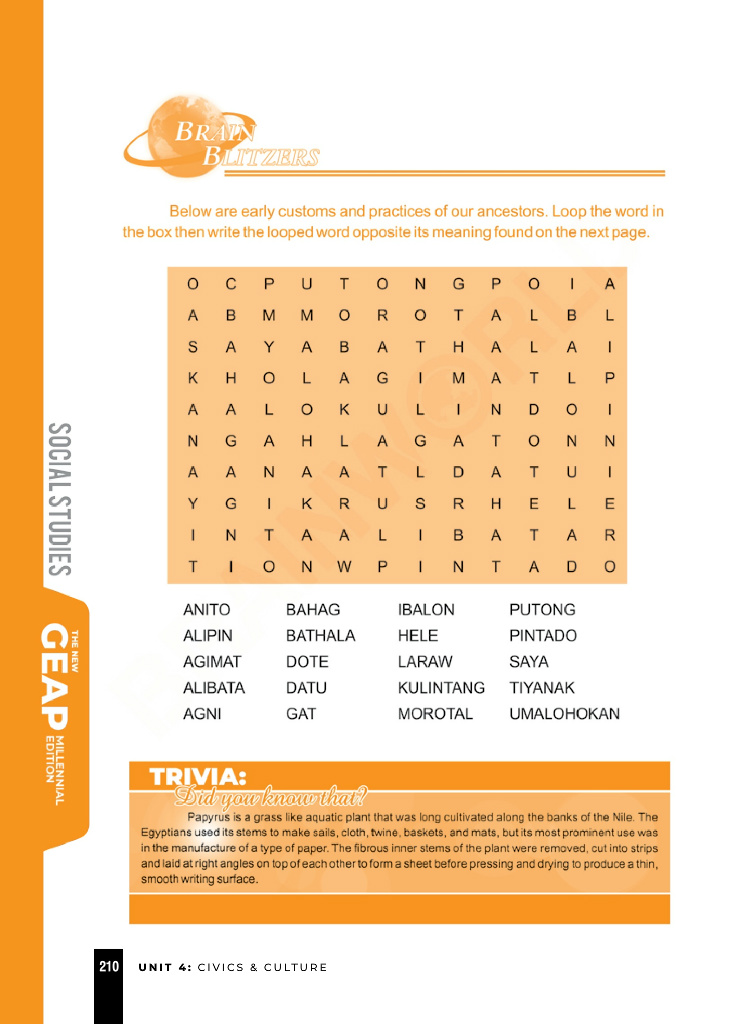 BRAIN
BLITZERS
Below are early customs and practices of our ancestors. Loop the word in
the box then write the looped word opposite its meaning found on the next page.
O C P U T O N G P O I A
A B M M O R O T A L B L
S A Y A B A T H A L A I
K H O L A G I M A T L P
A A L O K U L I N D O I
N G A H L A G A T O N N
A A N A A T L D A T U I
Y G I K R U S R H E L E
I N T A A L I B A T A R
T I O N W P I N T A D O
ANITO BAHAG IBALON PUTONG
ALIPIN BATHALA HELE PINTADO
AGIMAT DOTE LARAW SAYA
ALIBATA DATU KULINTANG TIYANAK
AGNI GAT MOROTAL UMALOHOKAN
TRIVIA:
Did you know that?
Papyrus is a grass like aquatic plant that was long cultivated along the banks of the Nile. The
Egyptians used its stems to make sails, cloth, twine, baskets, and mats, but its most prominent use was
in the manufacture of a type of paper. The fibrous inner stems of the plant were removed, cut into strips
and laid at right angles on top of each other to form a sheet before pressing and drying to produce a thin,
smooth writing surface.
SOCIAL STUDIES
THE NEW
GEAP
MILLENNIAL
EDITION
210 UNIT 4: CIVICS & CULTURE